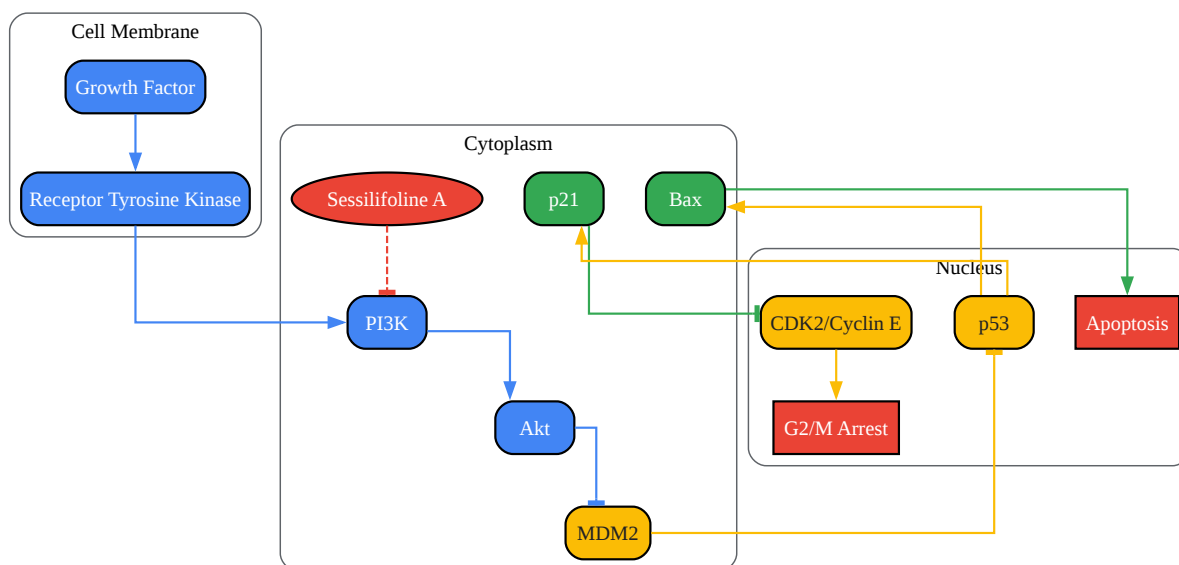 Cell Membrane
Growth Factor
Receptor Tyrosine Kinase
Cytoplasm
Sessilifoline A
p21
Bax
PI3K
Akt
MDM2
Nucleus
CDK2/Cyclin E
p53
Apoptosis
G2/M Arrest